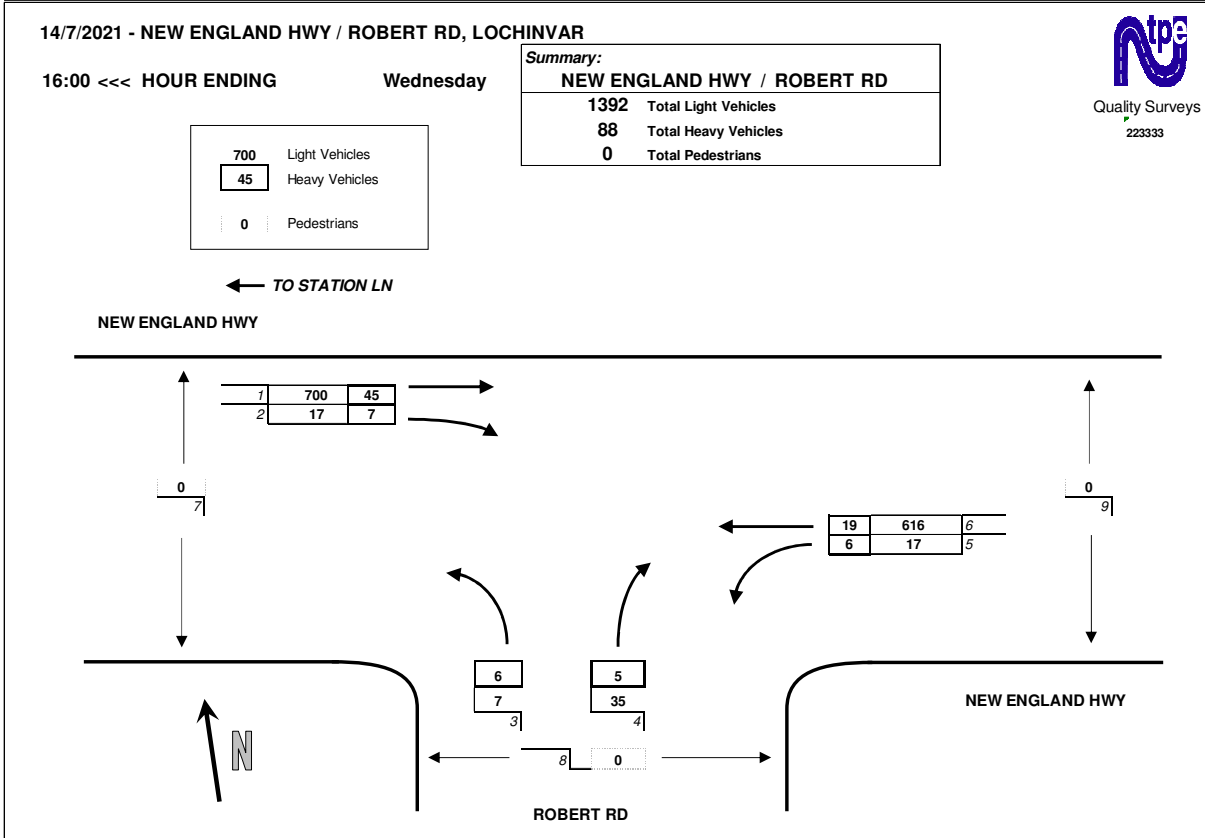 14/7/2021 - NEW ENGLAND HWY / ROBERT RD, LOCHINVAR
16:00 <<< HOUR ENDING Wednesday
Summary:
NEW ENGLAND HWY / ROBERT RD
1392 Total Light Vehicles
88 Total Heavy Vehicles
0 Total Pedestrians
tpe
Quality Surveys
223333
700 Light Vehicles
45 Heavy Vehicles
0 Pedestrians
TO STATION LN
NEW ENGLAND HWY
1 700 45
2 17 7
0
7
0
9
19 616 6
6 17 5
6
7
3
5
35
4
NEW ENGLAND HWY
N
8 0
ROBERT RD